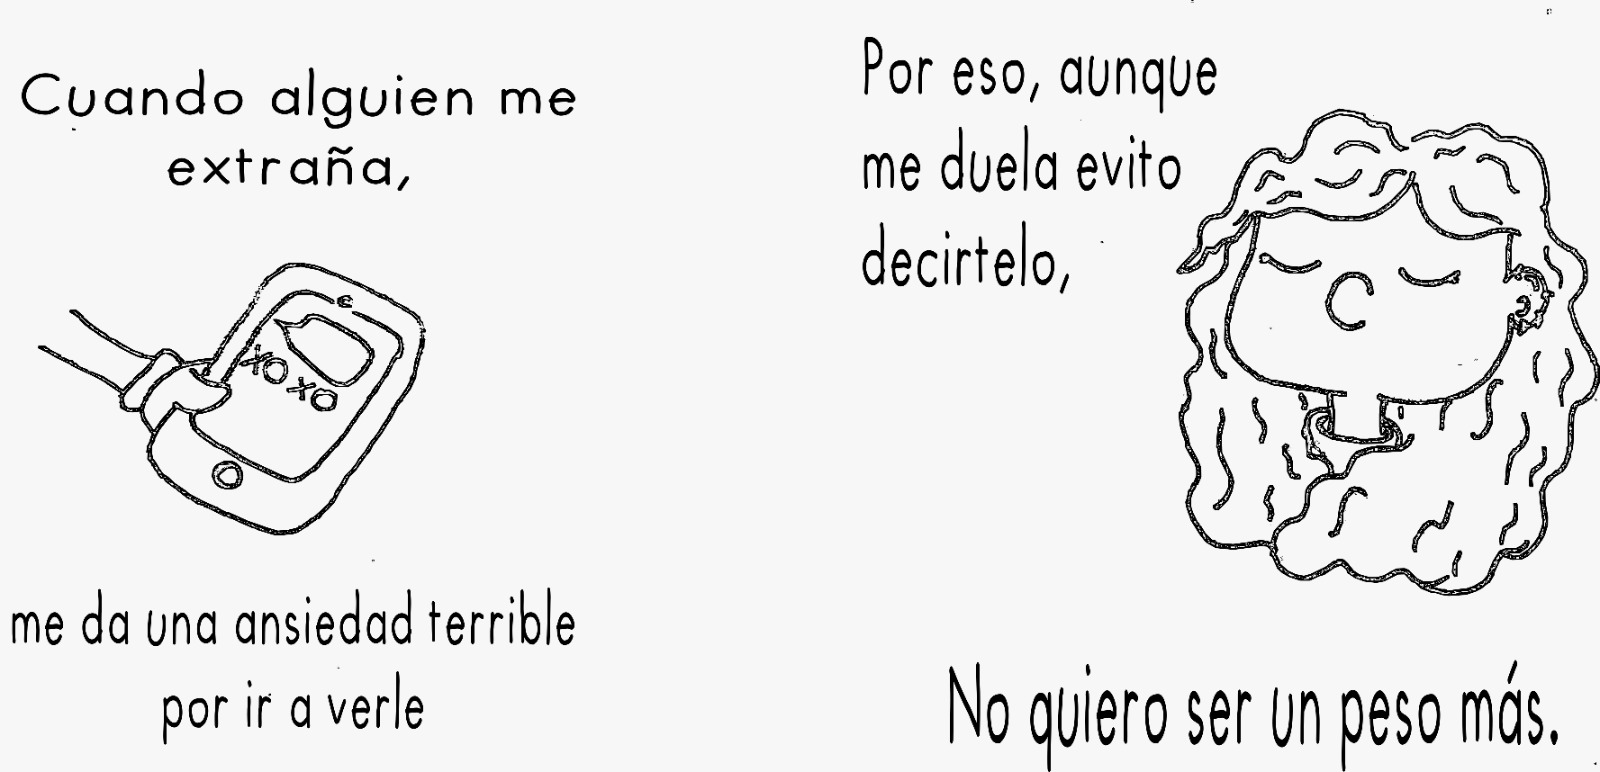 Cuando alguien me
extraña,
XOXO
me da una ansiedad terrible
por ir a verle
Por eso, aunque
me duela evito
decirtelo,
No quiero ser un peso más.